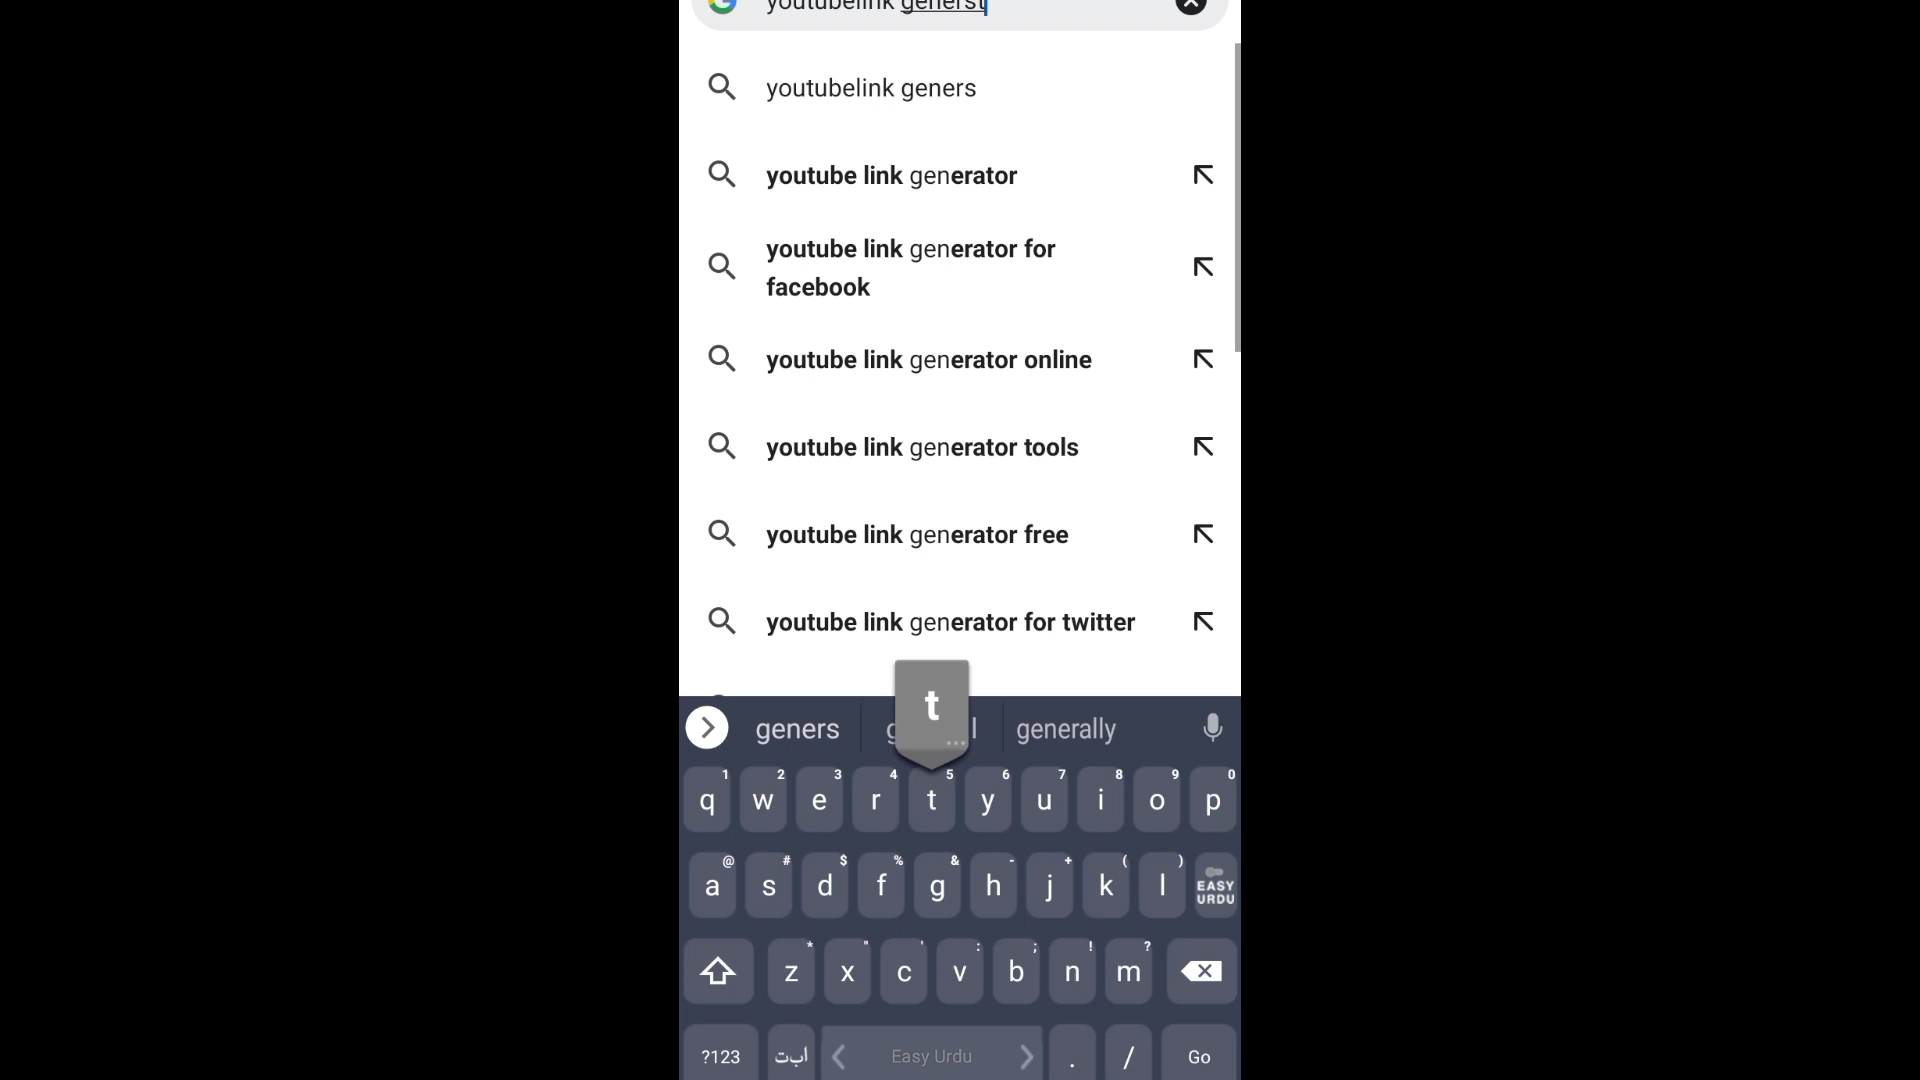 youtubelink generst
youtubelink geners
youtube link generator
youtube link generator for
facebook
youtube link generator online
youtube link generator tools
youtube link generator free
youtube link generator for twitter
t
geners generally
1 2 3 4 5 6 7 8 9 0
q w e r t y u i o p
@ # $ % & - + ( )
a s d f g h j k l EASY
URDU
* " ' : ; ! ?
z x c v b n m
?123 ابت Easy Urdu . / Go